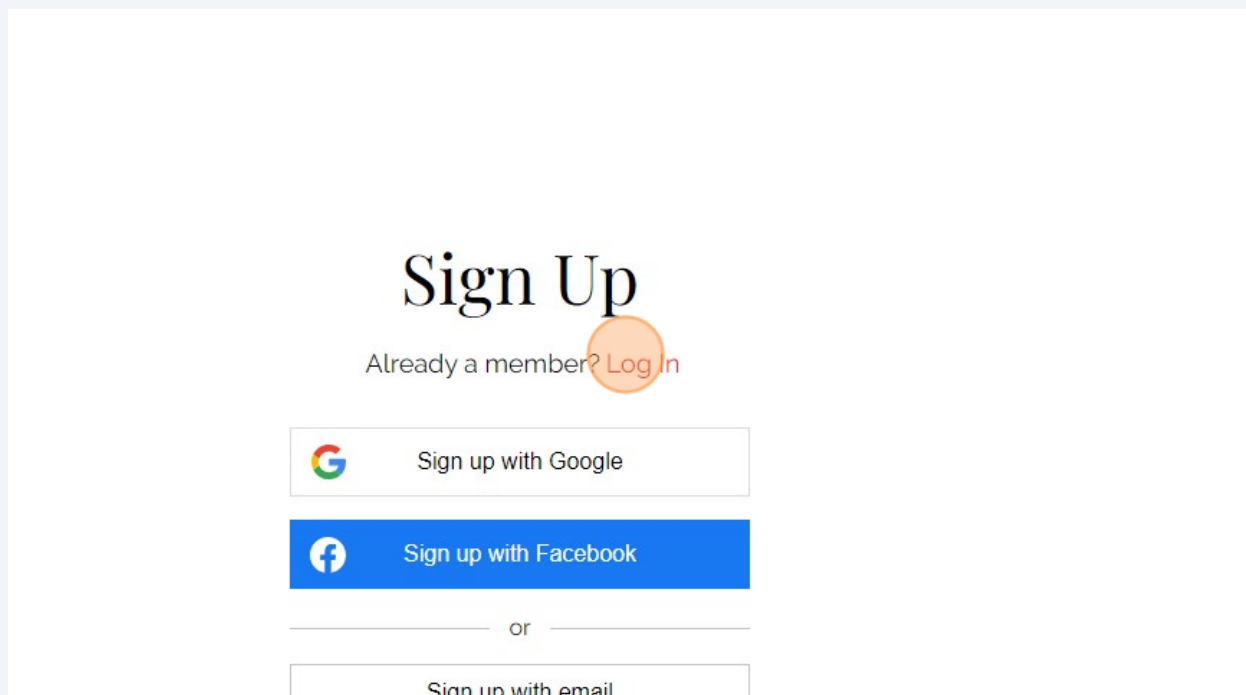 Sign Up
Already a member? Log In
Sign up with Google
Sign up with Facebook
or
Sign up with email